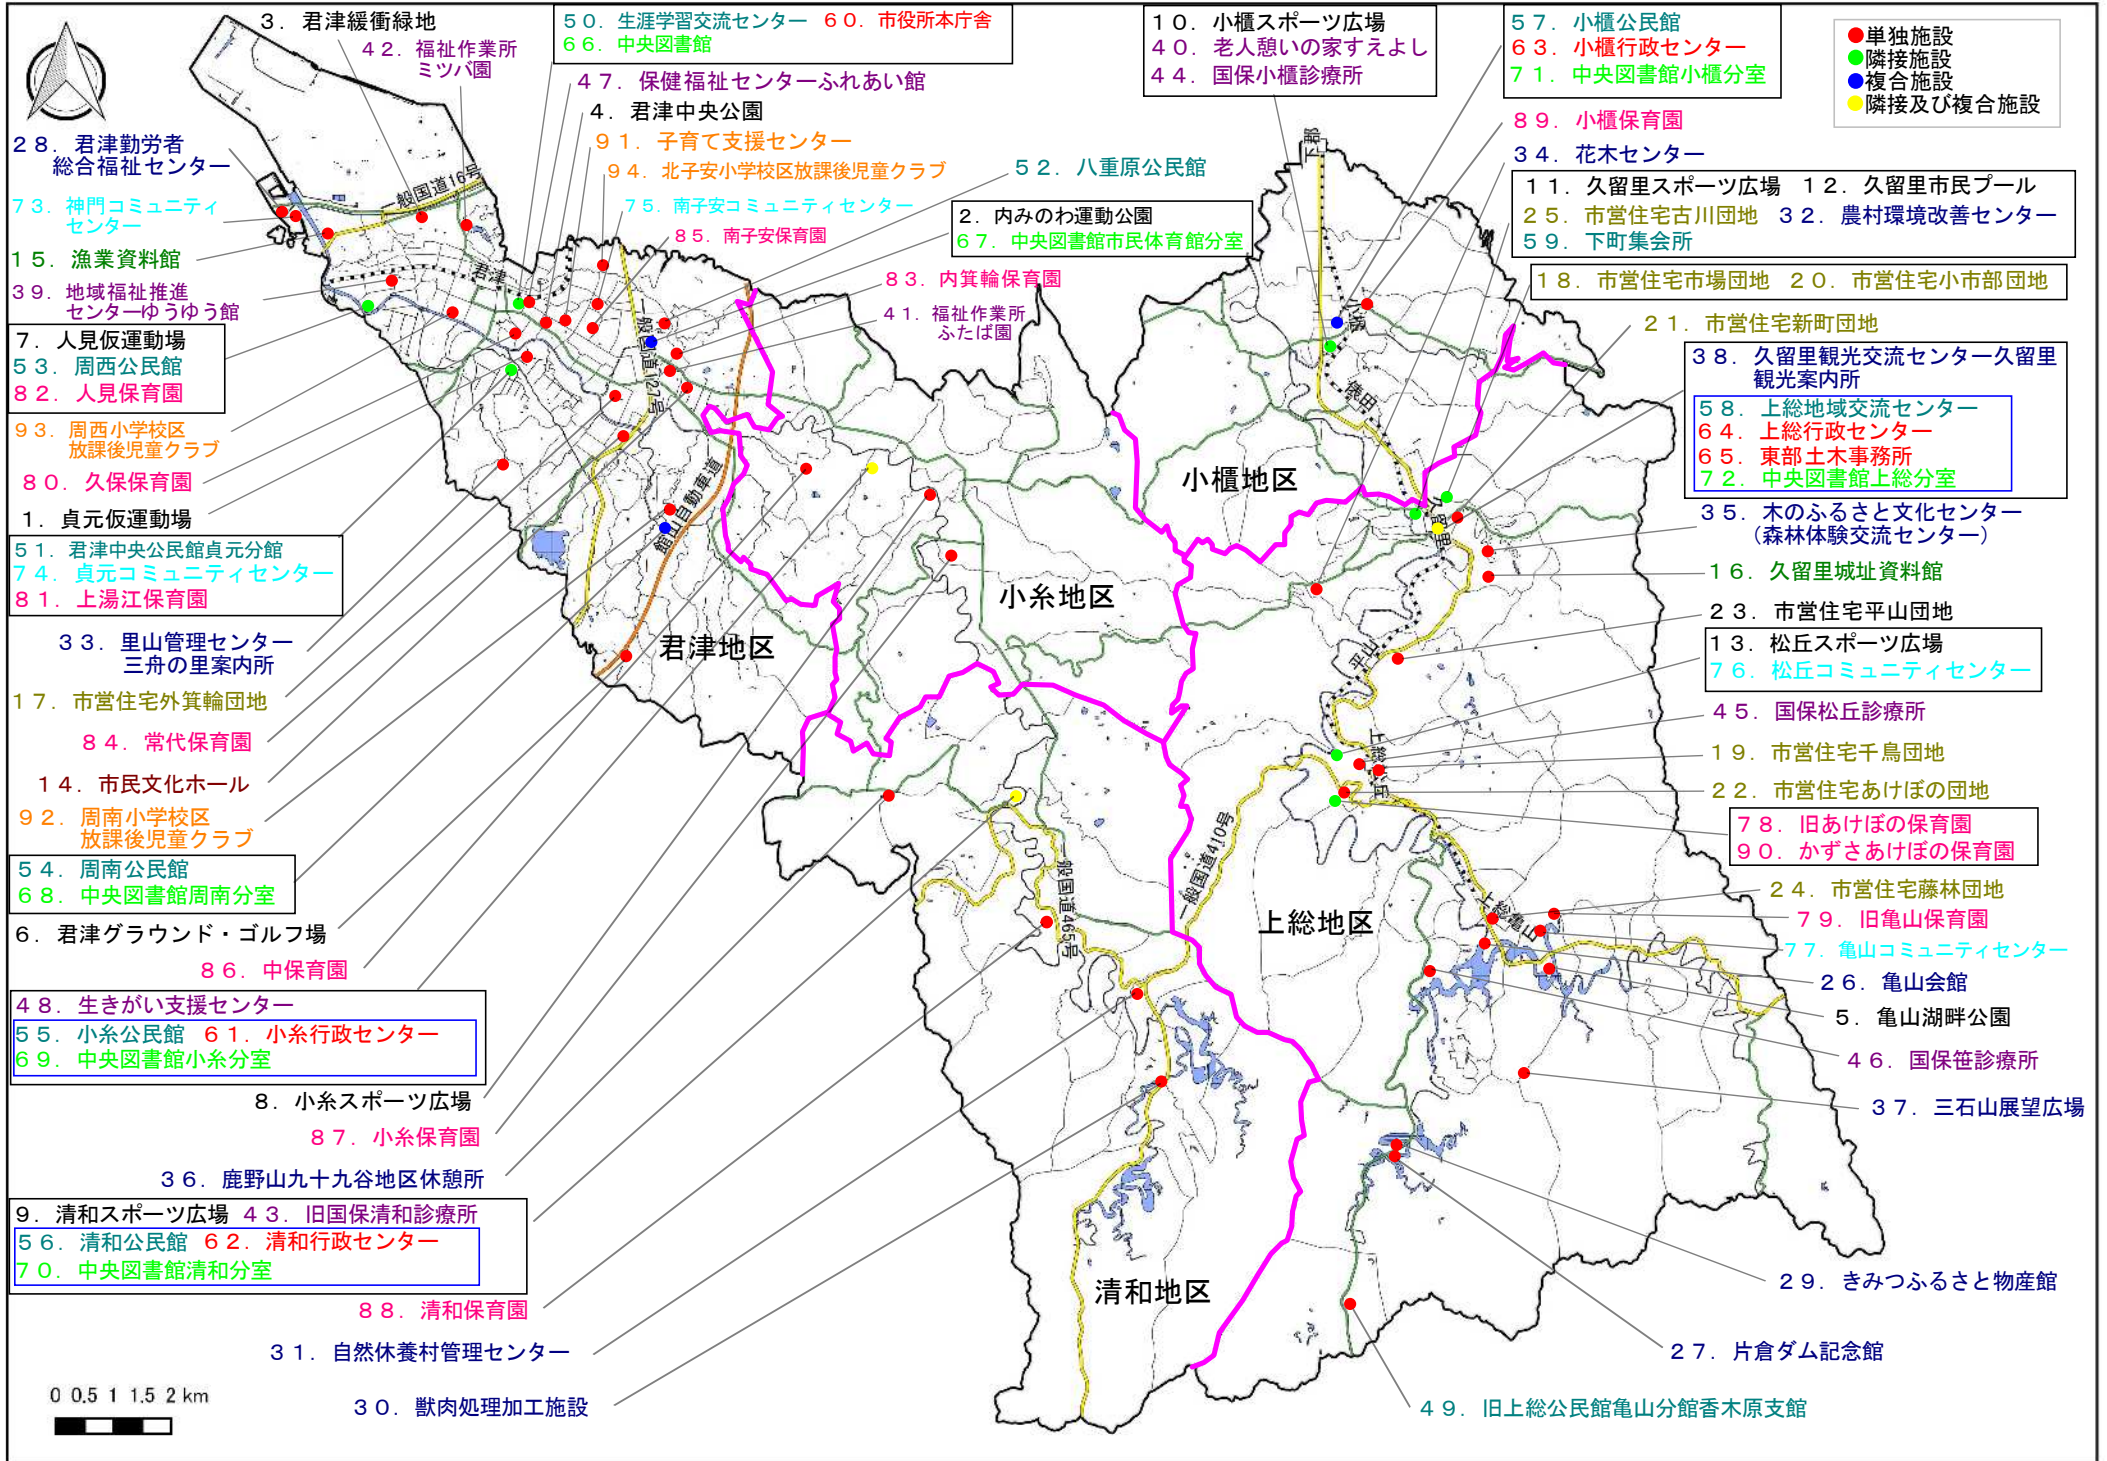 3．君津緩衝緑地
42．福祉作業所
ミツバ園
50．生涯学習交流センター 60．市役所本庁舎
66．中央図書館
47．保健福祉センターふれあい館
4．君津中央公園
91．子育て支援センター
94．北子安小学校区放課後児童クラブ
75．南子安コミュニティセンター
85．南子安保育園
52．八重原公民館
2．内みのわ運動公園
67．中央図書館市民体育館分室
83．内箕輪保育園
41．福祉作業所
ふたば園
10．小櫃スポーツ広場
40．老人憩いの家すえよし
44．国保小櫃診療所
57．小櫃公民館
63．小櫃行政センター
71．中央図書館小櫃分室
単独施設
隣接施設
複合施設
隣接及び複合施設
89．小櫃保育園
34．花木センター
11．久留里スポーツ広場 12．久留里市民プール
25．市営住宅古川団地 32．農村環境改善センター
59．下町集会所
18．市営住宅市場団地 20．市営住宅小市部団地
21．市営住宅新町団地
38．久留里観光交流センター久留里
観光案内所
58．上総地域交流センター
64．上総行政センター
65．東部土木事務所
72．中央図書館上総分室
35．木のふるさと文化センター
（森林体験交流センター）
16．久留里城址資料館
23．市営住宅平山団地
13．松丘スポーツ広場
76．松丘コミュニティセンター
45．国保松丘診療所
19．市営住宅千鳥団地
22．市営住宅あけぼの団地
78．旧あけぼの保育園
90．かずさあけぼの保育園
24．市営住宅藤林団地
79．旧亀山保育園
77．亀山コミュニティセンター
26．亀山会館
5．亀山湖畔公園
46．国保笹診療所
37．三石山展望広場
29．きみつふるさと物産館
27．片倉ダム記念館
49．旧上総公民館亀山分館香木原支館
28．君津勤労者
総合福祉センター
73．神門コミュニティ
センター
15．漁業資料館
39．地域福祉推進
センターゆうゆう館
7．人見仮運動場
53．周西公民館
82．人見保育園
93．周西小学校区
放課後児童クラブ
80．久保保育園
1．貞元仮運動場
51．君津中央公民館貞元分館
74．貞元コミュニティセンター
81．上湯江保育園
33．里山管理センター
三舟の里案内所
17．市営住宅外箕輪団地
84．常代保育園
14．市民文化ホール
92．周南小学校区
放課後児童クラブ
54．周南公民館
68．中央図書館周南分室
6．君津グラウンド・ゴルフ場
86．中保育園
48．生きがい支援センター
55．小糸公民館 61．小糸行政センター
69．中央図書館小糸分室
8．小糸スポーツ広場
87．小糸保育園
36．鹿野山九十九谷地区休憩所
9．清和スポーツ広場 43．旧国保清和診療所
56．清和公民館 62．清和行政センター
70．中央図書館清和分室
88．清和保育園
31．自然休養村管理センター
30．獣肉処理加工施設
一般国道16号
君津
一般国道127号
館山自動車道
君津地区
小糸地区
小櫃地区
上総地区
清和地区
下郡
小櫃
俵田
久留里
平山
上総松丘
上総亀山
一般国道410号
一般国道465号
0 0.5 1 1.5 2 km